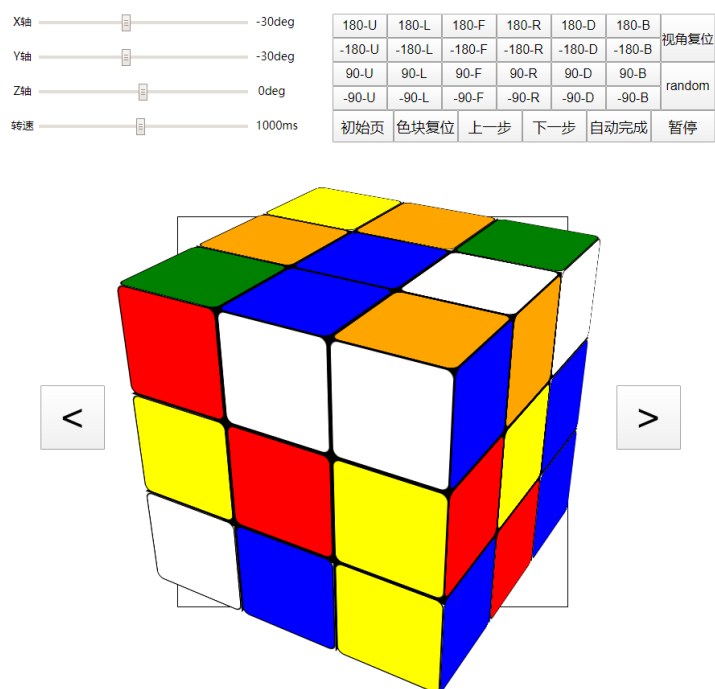 X轴 -30deg
Y轴 -30deg
Z轴 0deg
转速 1000ms
180-U 180-L 180-F 180-R 180-D 180-B 视角复位
-180-U -180-L -180-F -180-R -180-D -180-B
90-U 90-L 90-F 90-R 90-D 90-B random
-90-U -90-L -90-F -90-R -90-D -90-B
初始页 色块复位 上一步 下一步 自动完成 暂停
< >